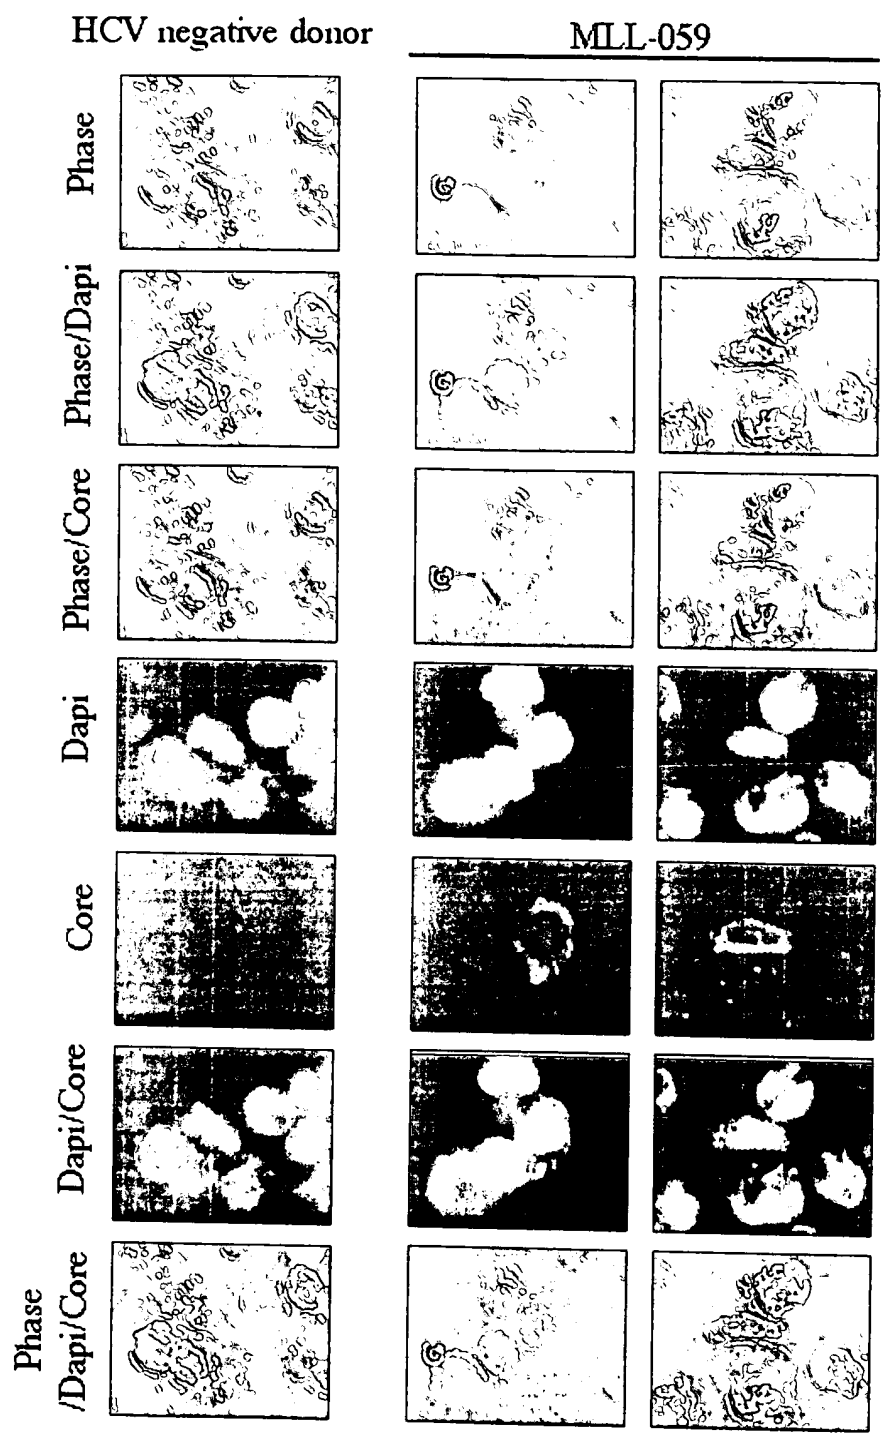 HCV negative donor
MLL-059
Phase
Phase/Dapi
Phase/Core
Dapi
Core
Dapi/Core
Phase
/Dapi/Core